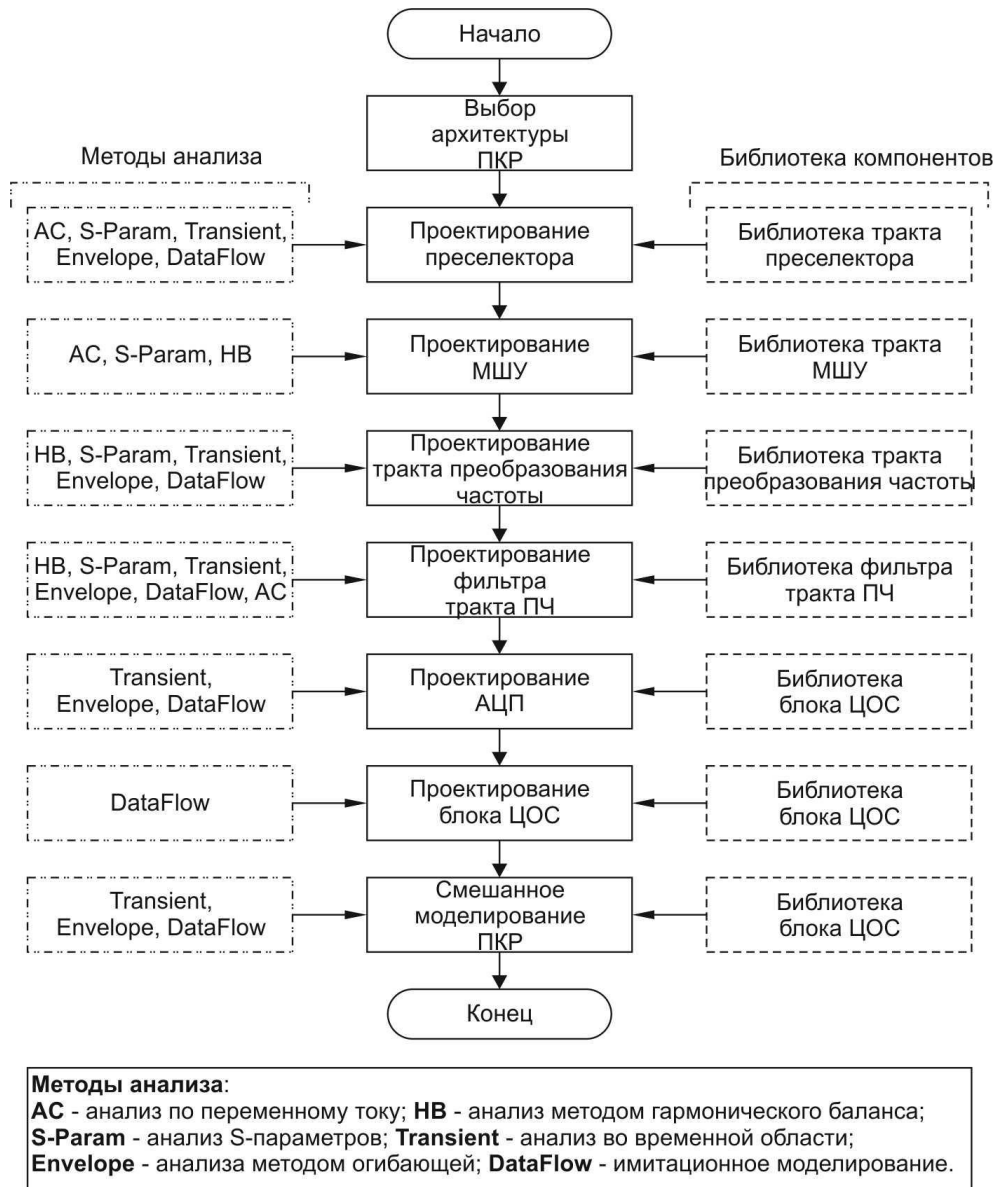 Начало
Выбор
архитектуры
ПКР
Методы анализа
Библиотека компонентов
AC, S-Param, Transient,
Envelope, DataFlow
Проектирование
преселектора
Библиотека тракта
преселектора
AC, S-Param, HB
Проектирование
МШУ
Библиотека тракта
МШУ
HB, S-Param, Transient,
Envelope, DataFlow
Проектирование
тракта преобразования
частоты
Библиотека тракта
преобразования частоты
HB, S-Param, Transient,
Envelope, DataFlow, AC
Проектирование
фильтра
тракта ПЧ
Библиотека фильтра
тракта ПЧ
Transient,
Envelope, DataFlow
Проектирование
АЦП
Библиотека
блока ЦОС
DataFlow
Проектирование
блока ЦОС
Библиотека
блока ЦОС
Transient,
Envelope, DataFlow
Смешанное
моделирование
ПКР
Библиотека
блока ЦОС
Конец
Методы анализа:
AC - анализ по переменному току; HB - анализ методом гармонического баланса;
S-Param - анализ S-параметров; Transient - анализ во временной области;
Envelope - анализа методом огибающей; DataFlow - имитационное моделирование.